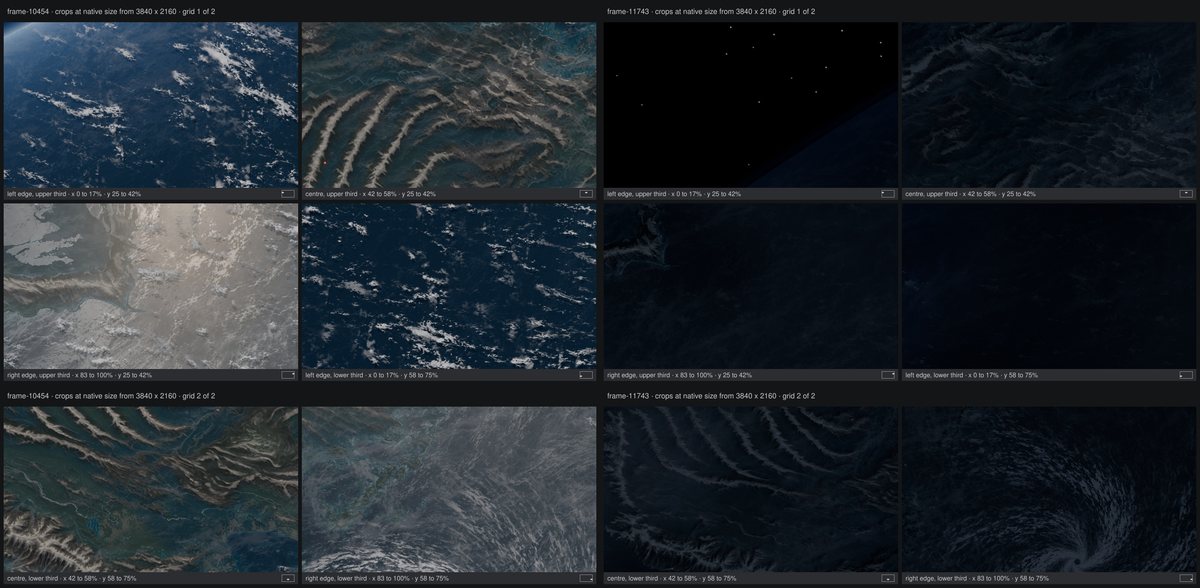 frame-10454 · crops at native size from 3840 x 2160 · grid 1 of 2
left edge, upper third · x 0 to 17% · y 25 to 42%
centre, upper third · x 42 to 58% · y 25 to 42%
right edge, upper third · x 83 to 100% · y 25 to 42%
left edge, lower third · x 0 to 17% · y 58 to 75%
frame-11743 · crops at native size from 3840 x 2160 · grid 1 of 2
left edge, upper third · x 0 to 17% · y 25 to 42%
centre, upper third · x 42 to 58% · y 25 to 42%
right edge, upper third · x 83 to 100% · y 25 to 42%
left edge, lower third · x 0 to 17% · y 58 to 75%
frame-10454 · crops at native size from 3840 x 2160 · grid 2 of 2
centre, lower third · x 42 to 58% · y 58 to 75%
right edge, lower third · x 83 to 100% · y 58 to 75%
frame-11743 · crops at native size from 3840 x 2160 · grid 2 of 2
centre, lower third · x 42 to 58% · y 58 to 75%
right edge, lower third · x 83 to 100% · y 58 to 75%